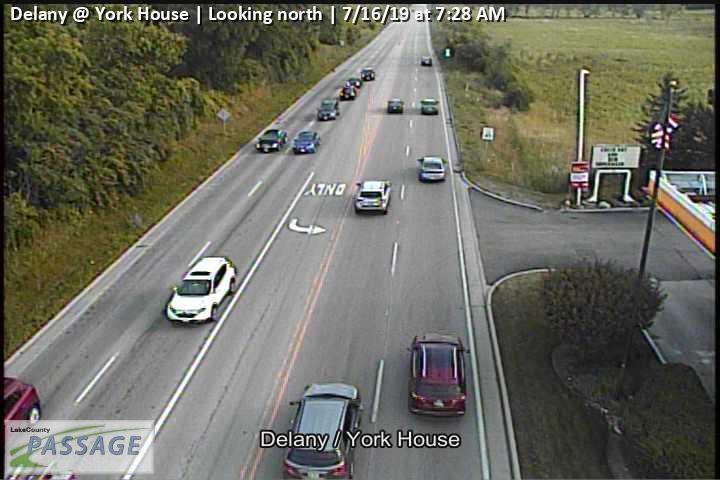 Delany @ York House | Looking north | 7/16/19 at 7:28 AM
ONLY
Delany / York House
LakeCounty
PASSAGE